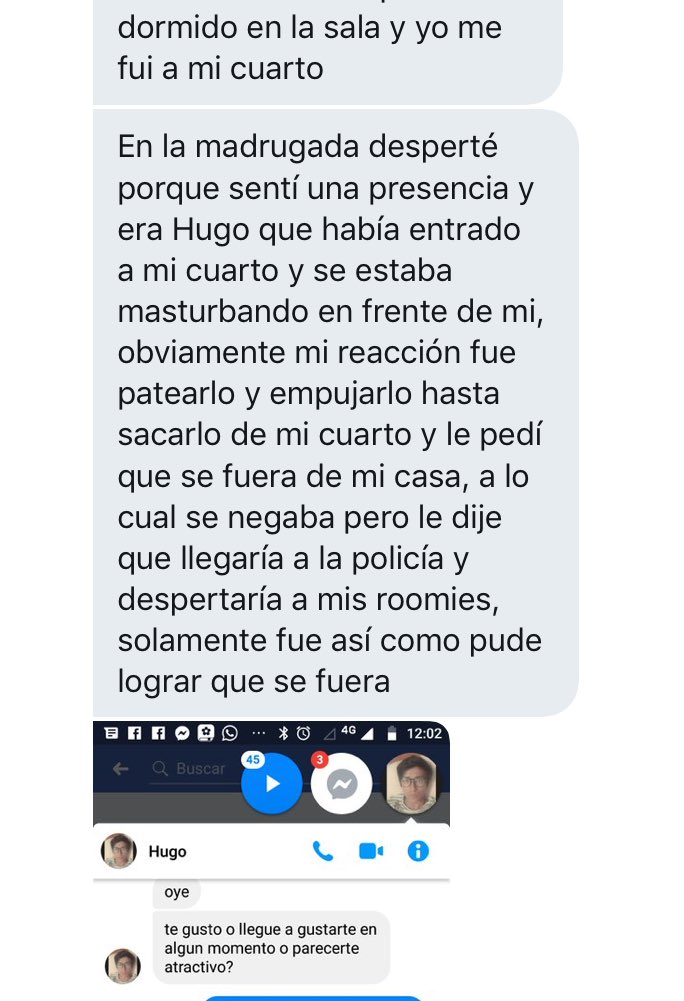 dormido en la sala y yo me
fui a mi cuarto
En la madrugada desperté
porque sentí una presencia y
era Hugo que había entrado
a mi cuarto y se estaba
masturbando en frente de mi,
obviamente mi reacción fue
patearlo y empujarlo hasta
sacarlo de mi cuarto y le pedí
que se fuera de mi casa, a lo
cual se negaba pero le dije
que llegaría a la policía y
despertaría a mis roomies,
solamente fue así como pude
lograr que se fuera
4G 12:02
Buscar 45 3
Hugo
oye
te gusto o llegue a gustarte en
algun momento o parecerte
atractivo?